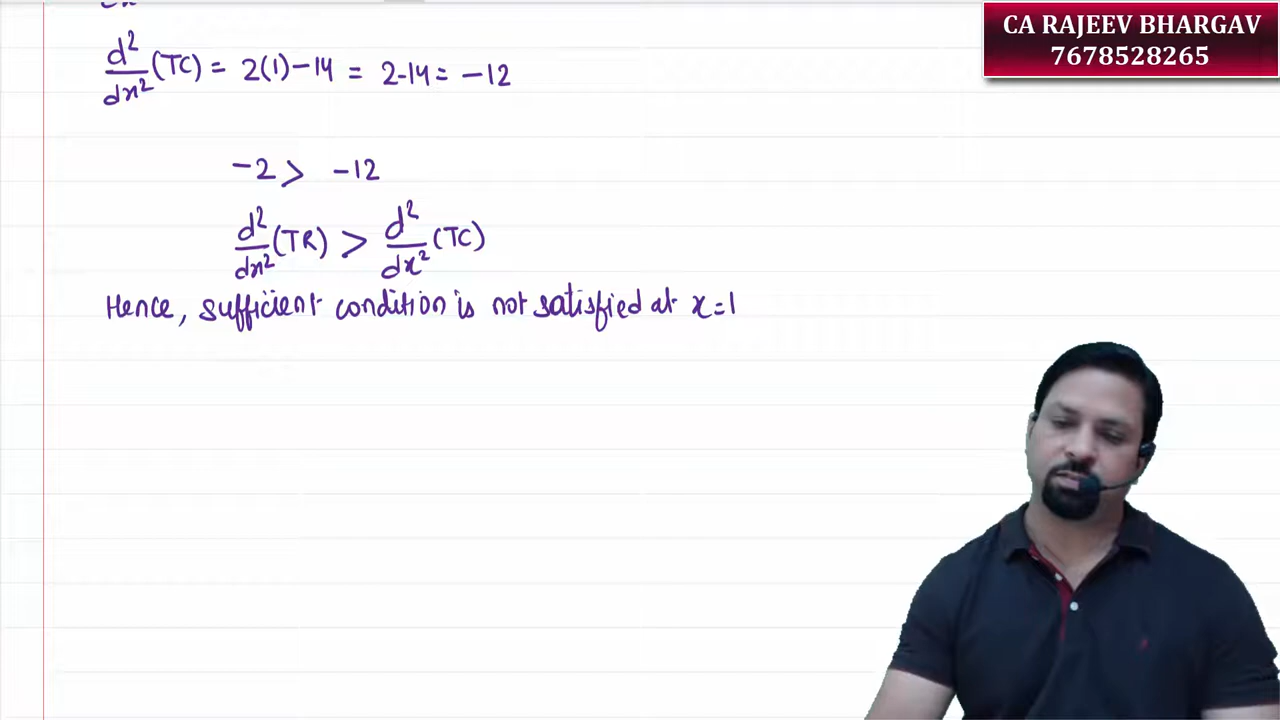 CA RAJEEV BHARGAV
7678528265
d²/dx² (TC) = 2(1)-14 = 2-14 = -12
-2 > -12
d²/dx² (TR) > d²/dx² (TC)
Hence, sufficient condition is not satisfied at x=1